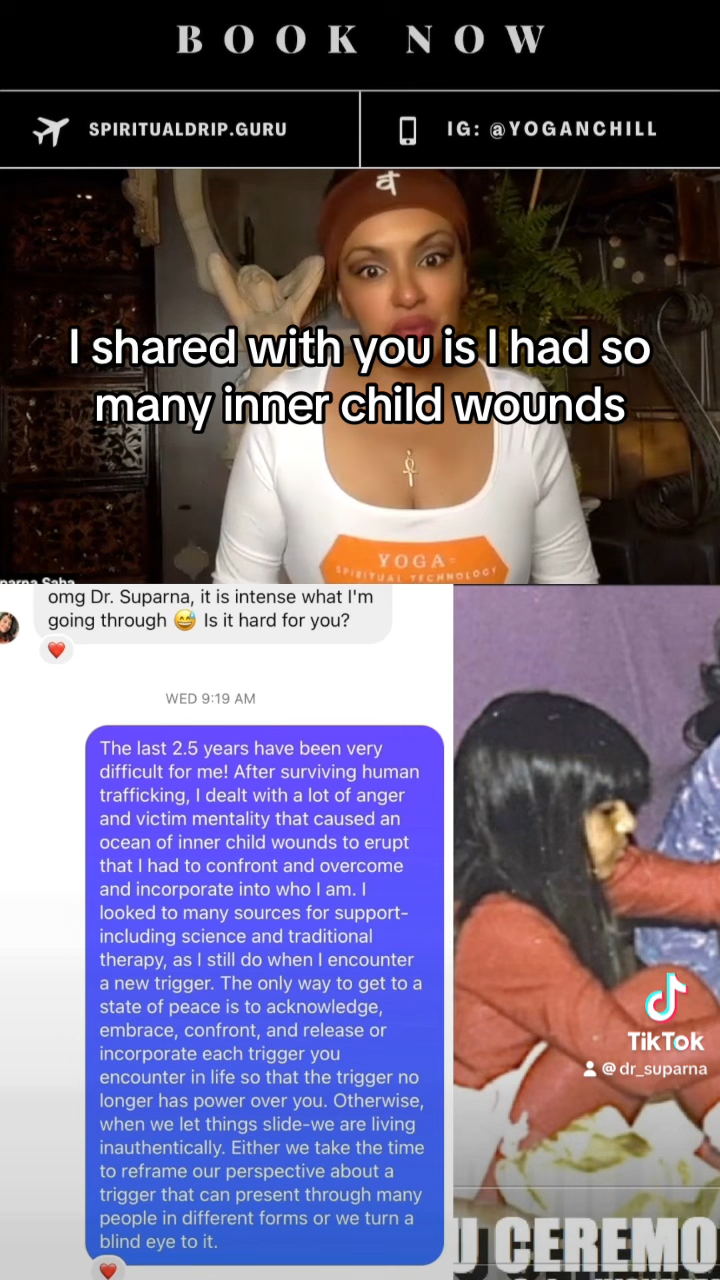 BOOK NOW
SPIRITUALDRIP.GURU
IG: @YOGANCHILL
व
I shared with you is I had so
many inner child wounds
YOGA
SPIRITUAL TECHNOLOGY
Saha
omg Dr. Suparna, it is intense what I'm
going through 😅 Is it hard for you?
WED 9:19 AM
The last 2.5 years have been very
difficult for me! After surviving human
trafficking, I dealt with a lot of anger
and victim mentality that caused an
ocean of inner child wounds to erupt
that I had to confront and overcome
and incorporate into who I am. I
looked to many sources for support-
including science and traditional
therapy, as I still do when I encounter
a new trigger. The only way to get to a
state of peace is to acknowledge,
embrace, confront, and release or
incorporate each trigger you
encounter in life so that the trigger no
longer has power over you. Otherwise,
when we let things slide-we are living
inauthentically. Either we take the time
to reframe our perspective about a
trigger that can present through many
people in different forms or we turn a
blind eye to it.
TikTok
@dr_suparna
U CEREMO